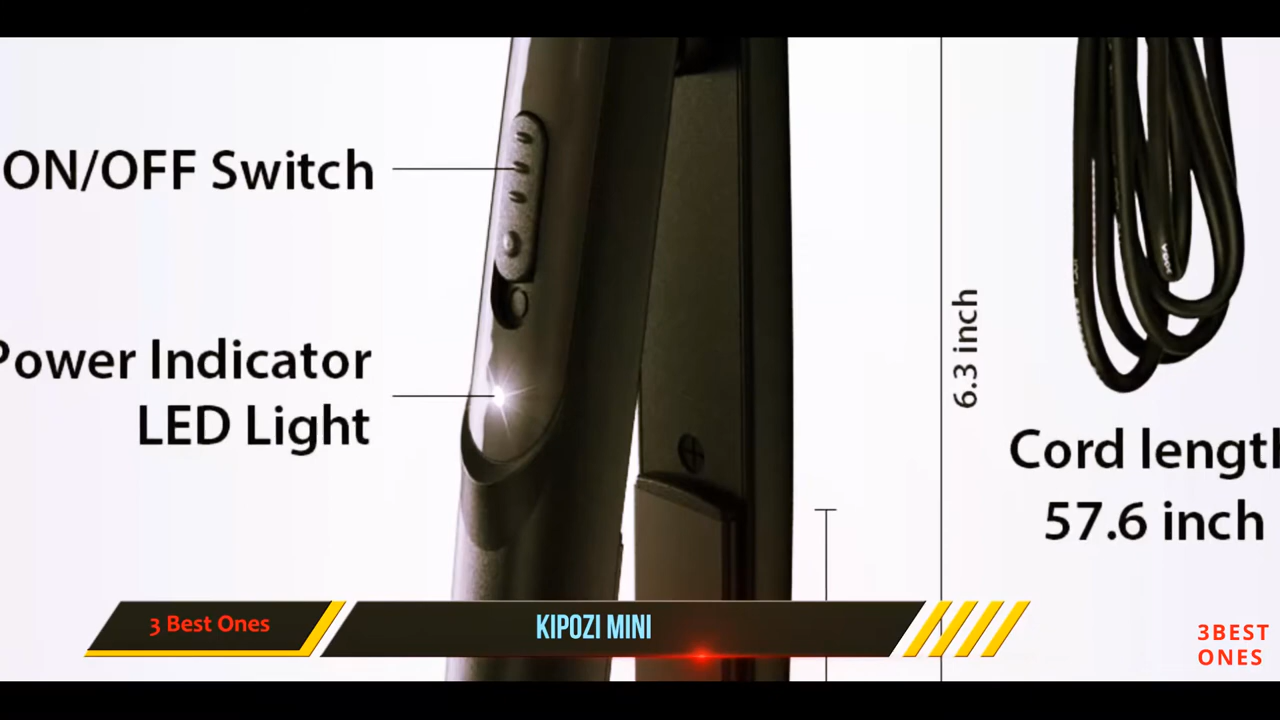 ON/OFF Switch
Power Indicator
LED Light
6.3 inch
Cord length
57.6 inch
3 Best Ones
KIPOZI MINI
3BEST
ONES